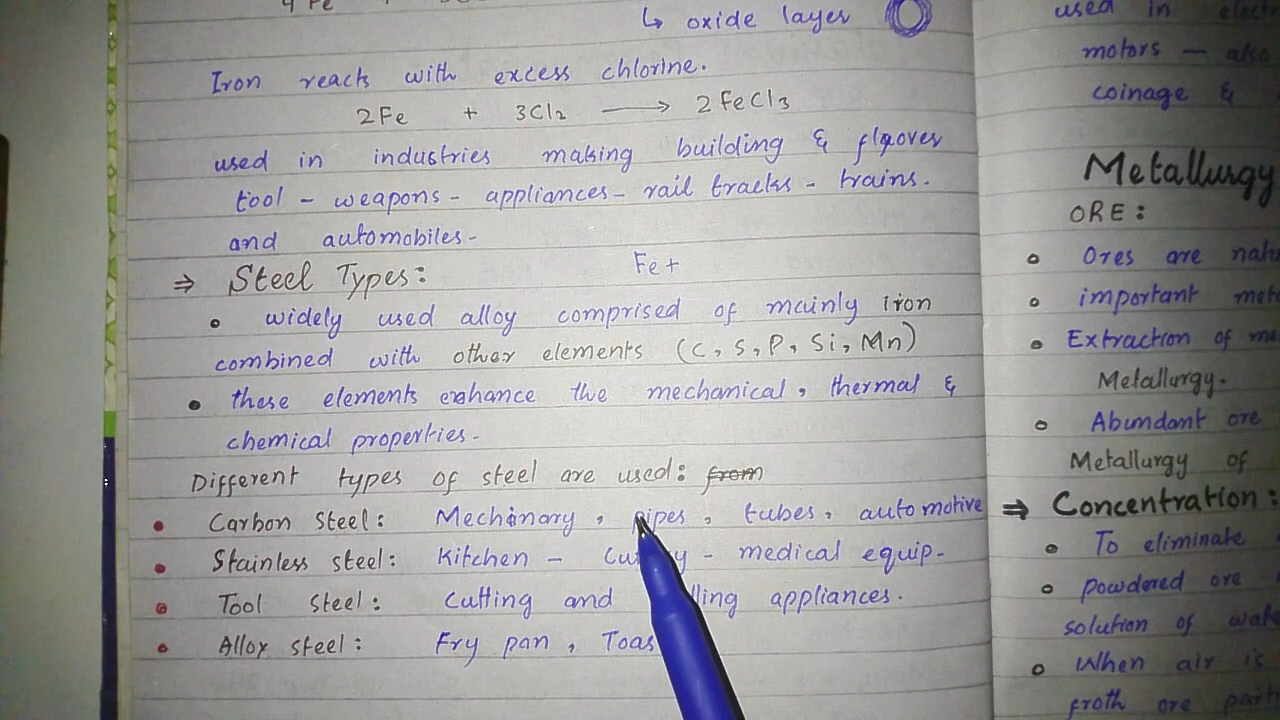 4 Fe
↳ oxide layer
Iron reacts with excess chlorine.
2Fe + 3Cl2 ⟶ 2FeCl3
used in industries making building &
tool - weapons - appliances - rail tracks - trains.
and automobiles-
⇒ Steel Types: Fe+
• widely used alloy comprised of mainly iron
combined with other elements (C, S, P, Si, Mn)
• these elements enhance the mechanical, thermal &
chemical properties.
Different types of steel are used: from
• Carbon Steel: Mechinary, pipes, tubes, automotive
• Stainless steel: Kitchen - - medical equip-
• Tool Steel: Cutting and appliances.
• Alloy steel: Fry pan,
used in
motors — also
coinage &
Metallurgy
ORE:
• Ores are
• important
• Extraction of
Metallurgy.
• Abundant ore
Metallurgy of
⇒ Concentration:
• To eliminate
• powdered ore
solution of
• When air is
froth are